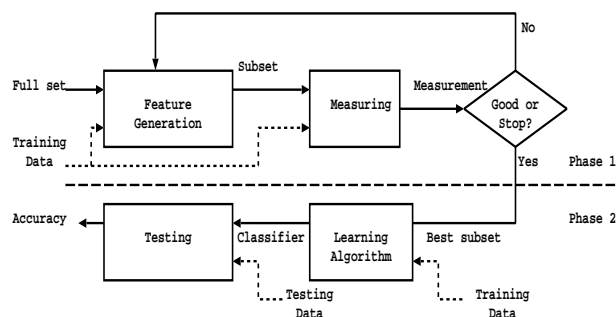 No
Full set
Subset
Measurement
Feature
Generation
Measuring
Good or
Stop?
Training
Data
Yes
Phase 1
Phase 2
Accuracy
Testing
Classifier
Learning
Algorithm
Best subset
Testing
Data
Training
Data